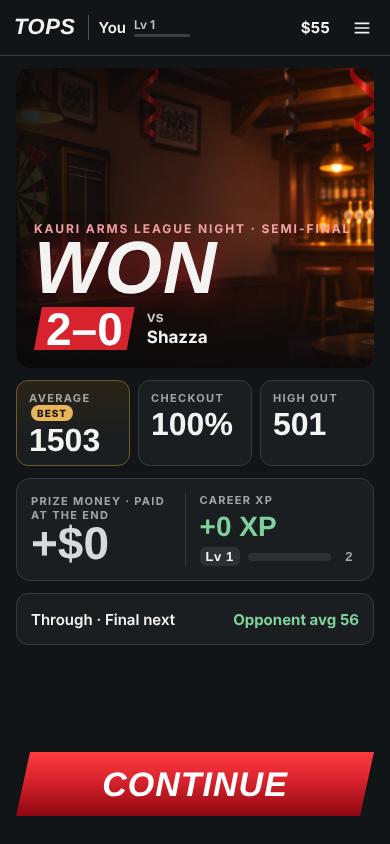 TOPS You Lv 1 $55
KAURI ARMS LEAGUE NIGHT · SEMI-FINAL
WON
2–0 VS Shazza
AVERAGE BEST 1503
CHECKOUT 100%
HIGH OUT 501
PRIZE MONEY · PAID
AT THE END
+$0
CAREER XP
+0 XP
Lv 1 2
Through · Final next Opponent avg 56
CONTINUE